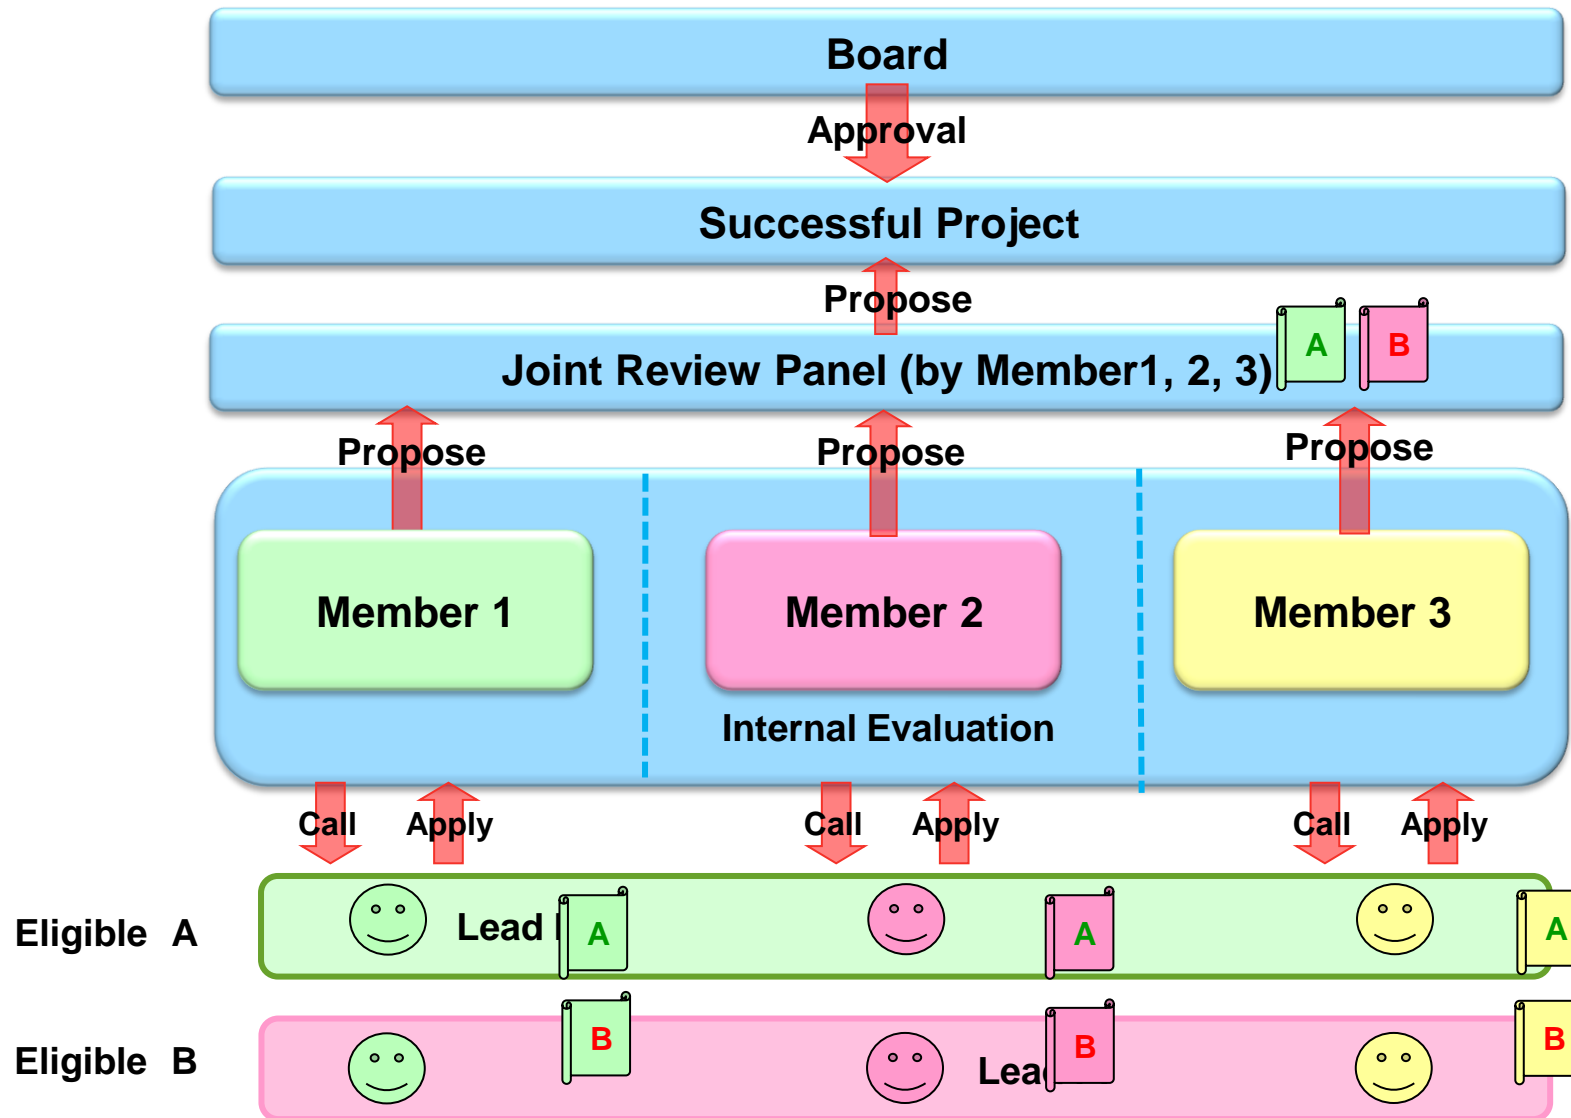 Board
Approval
Successful Project
Propose
Joint Review Panel (by Member1, 2, 3)
A B
Propose Propose Propose
Member 1 Member 2 Member 3
Internal Evaluation
Call Apply Call Apply Call Apply
Eligible A
Lead
A A A
B B B
Eligible B